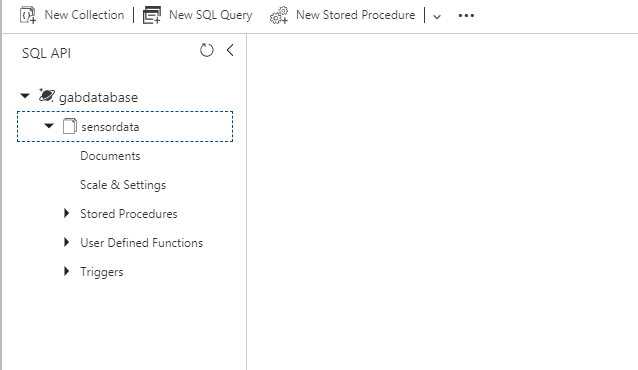 New Collection New SQL Query New Stored Procedure
SQL API
gabdatabase
sensordata
Documents
Scale & Settings
Stored Procedures
User Defined Functions
Triggers